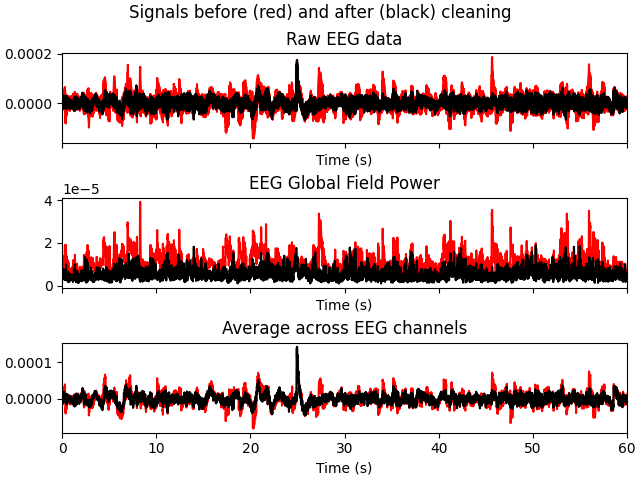 Signals before (red) and after (black) cleaning
Raw EEG data
0.0002
0.0000
Time (s)
EEG Global Field Power
1e−5
4
2
0
Time (s)
Average across EEG channels
0.0001
0.0000
0 10 20 30 40 50 60
Time (s)